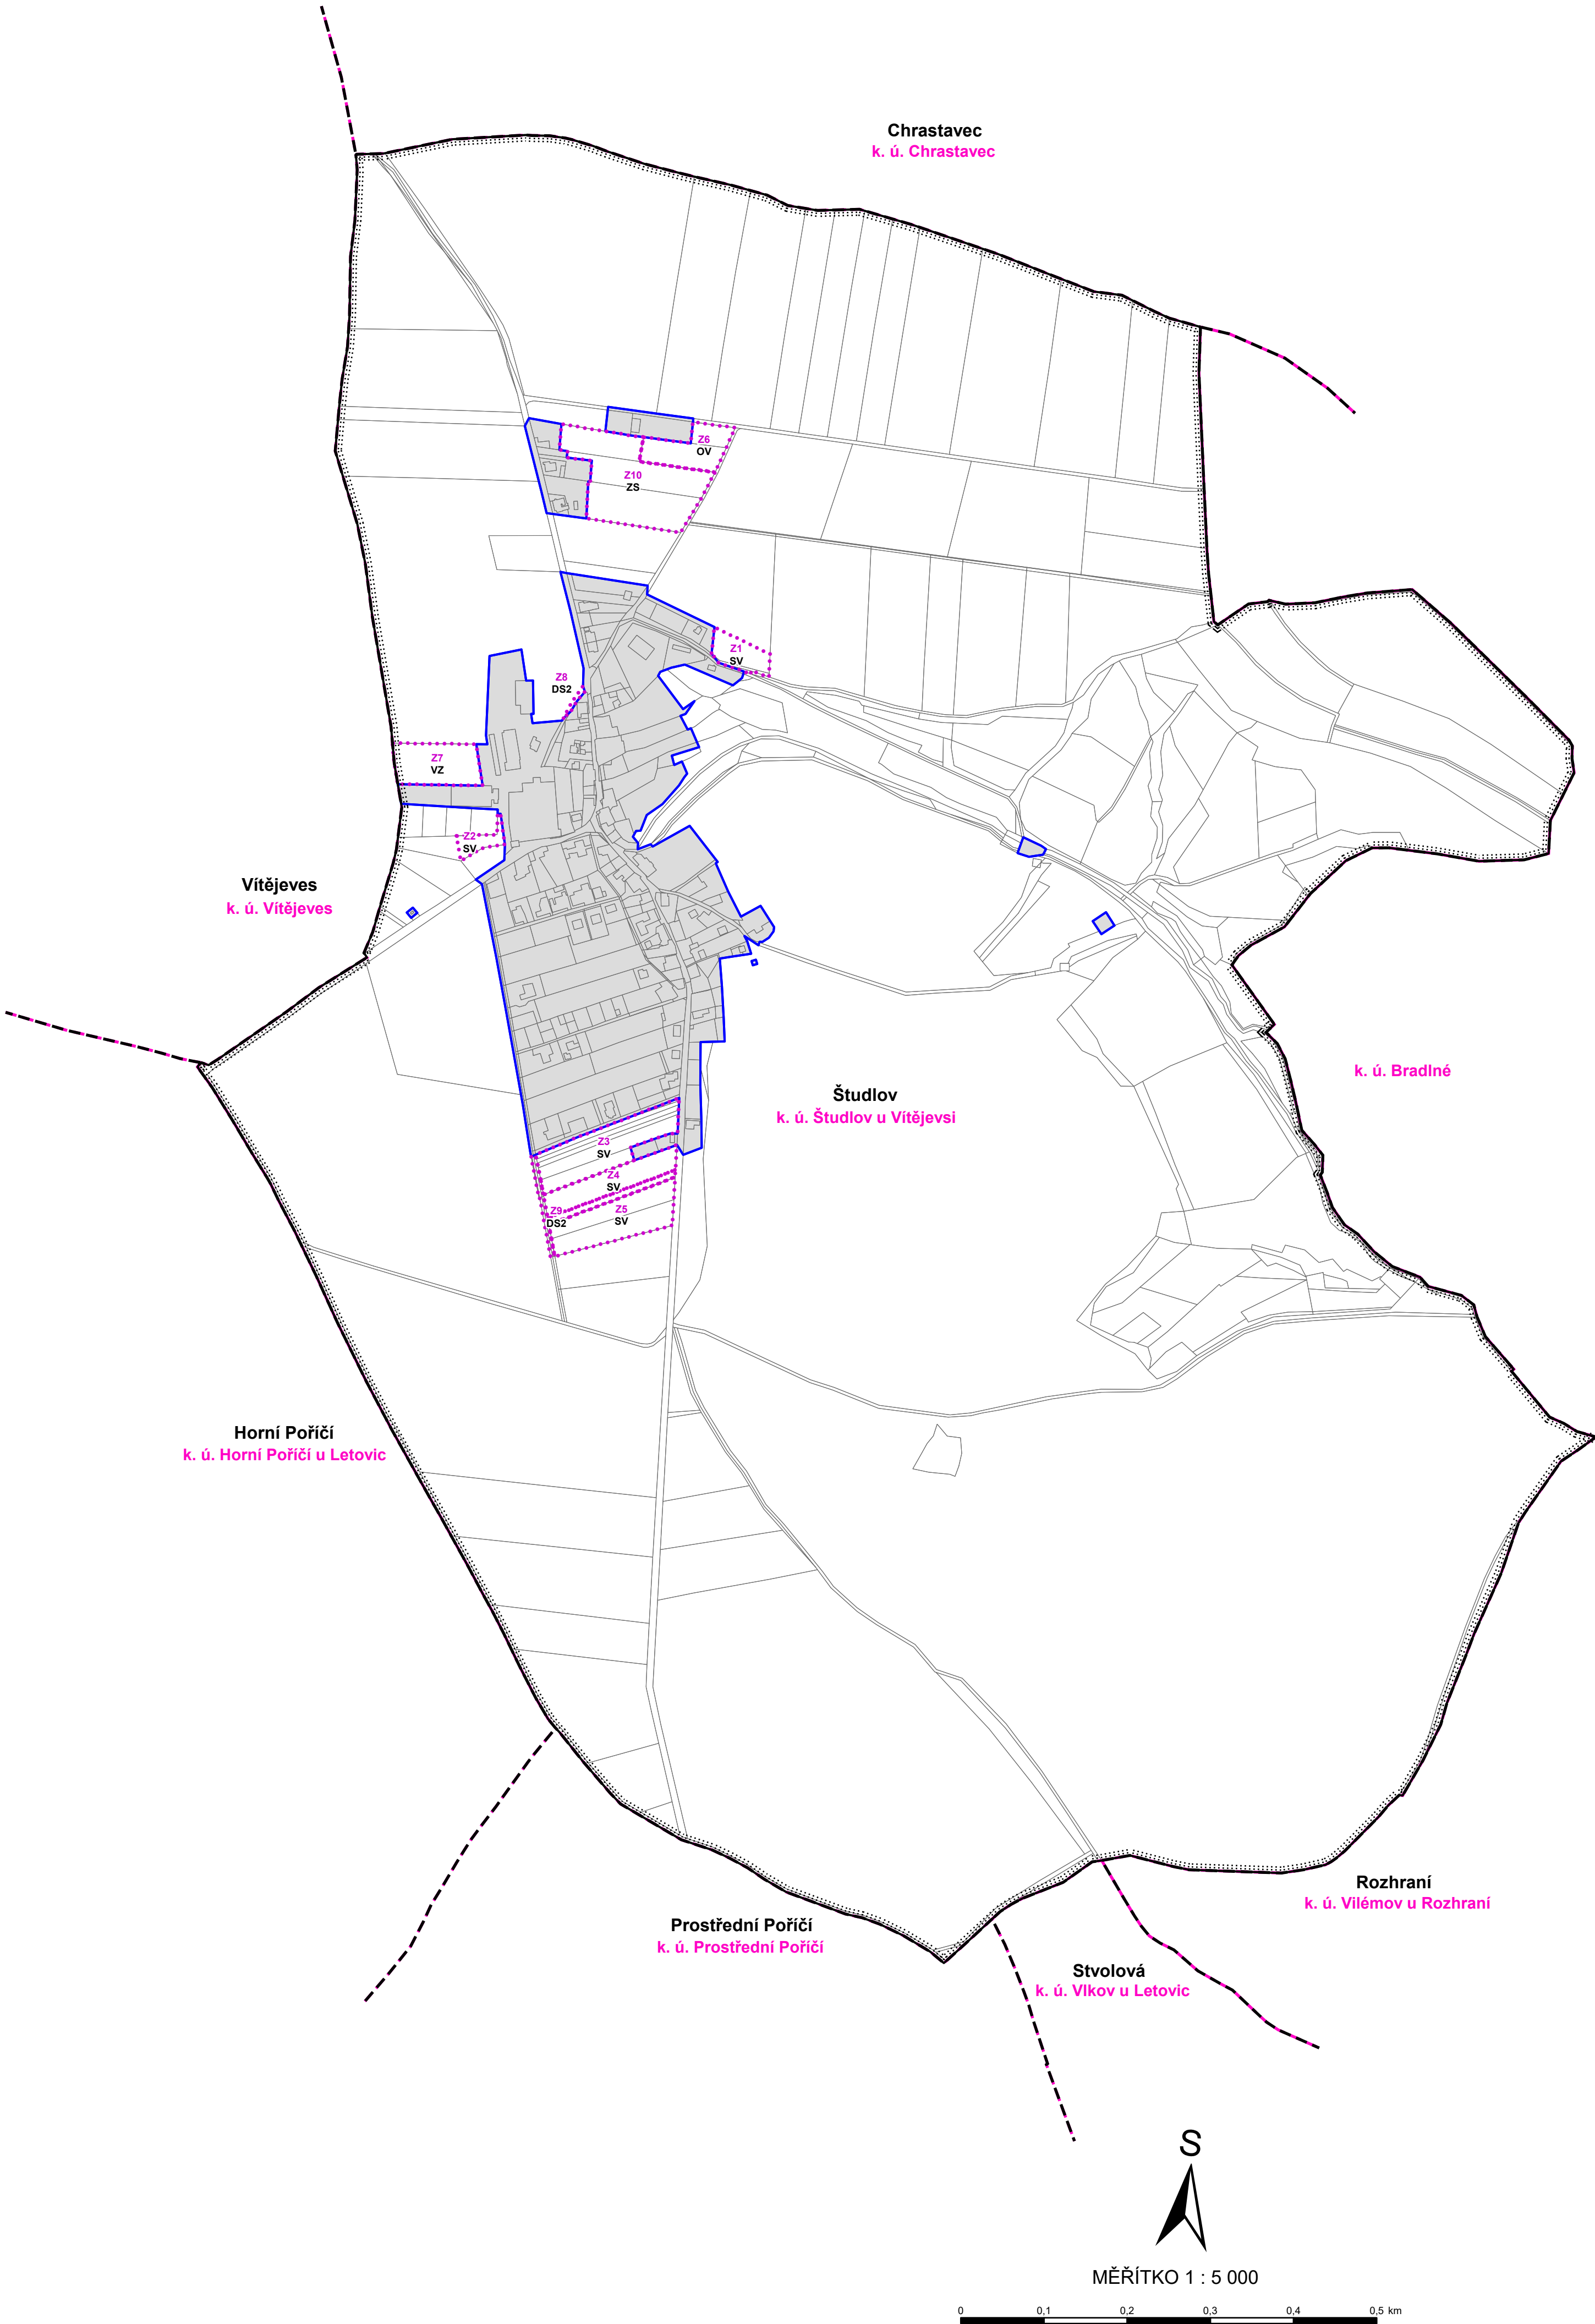 Chrastavec
k. ú. Chrastavec
Z6
OV
Z10
ZS
Z1
SV
Z8
DS2
Z7
VZ
Z2
SV
Vítějeves
k. ú. Vítějeves
Študlov
k. ú. Študlov u Vítějevsi
k. ú. Bradlné
Z3
SV
Z4
SV
Z9
DS2
Z5
SV
Horní Poříčí
k. ú. Horní Poříčí u Letovic
Rozhraní
k. ú. Vilémov u Rozhraní
Prostřední Poříčí
k. ú. Prostřední Poříčí
Stvolová
k. ú. Vlkov u Letovic
S
MĚŘÍTKO 1 : 5 000
0 0,1 0,2 0,3 0,4 0,5 km